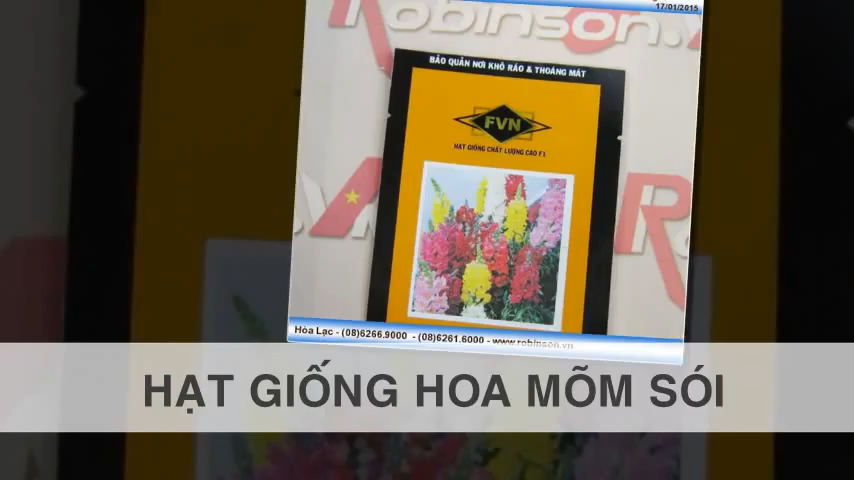 17/01/2015
Robinson.V
BẢO QUẢN NƠI KHÔ RÁO & THOÁNG MÁT
FVN
HẠT GIỐNG CHẤT LƯỢNG CAO F1
.VN
R
Hòa Lạc - (08)6266.9000 - (08)6261.6000 - www.robinson.vn
HẠT GIỐNG HOA MÕM SÓI